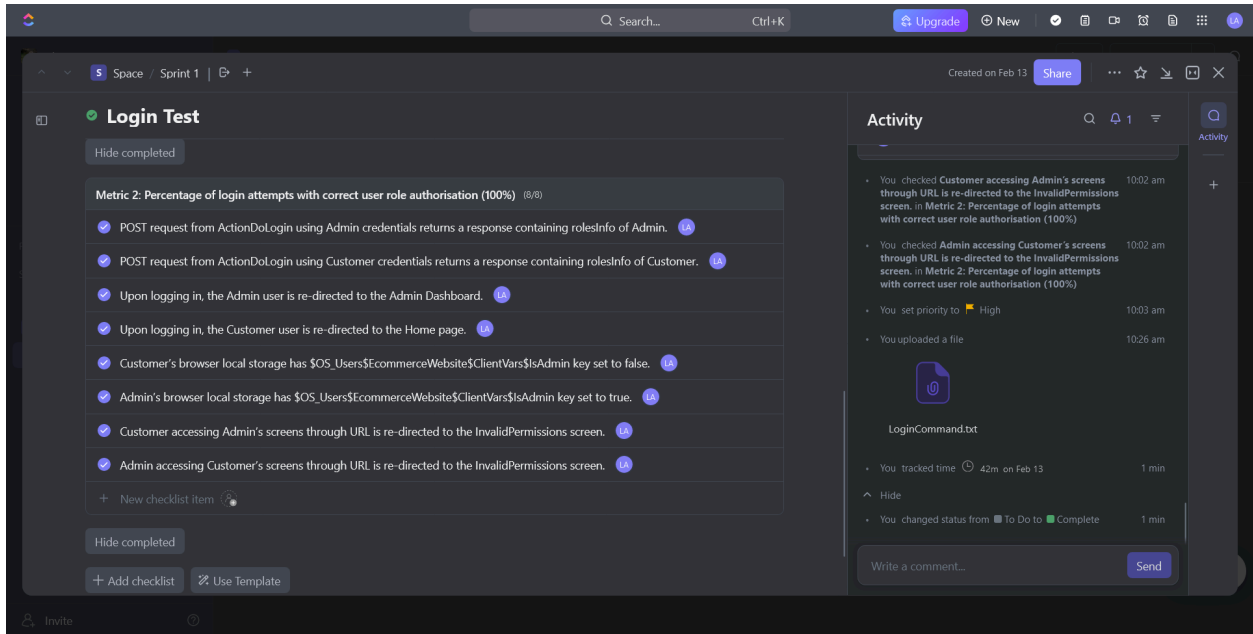 Search...
Ctrl+K
Upgrade
New
LA
S
Space / Sprint 1
Created on Feb 13
Share
Login Test
Hide completed
Metric 2: Percentage of login attempts with correct user role authorisation (100%) (8/8)
POST request from ActionDoLogin using Admin credentials returns a response containing rolesInfo of Admin. LA
POST request from ActionDoLogin using Customer credentials returns a response containing rolesInfo of Customer. LA
Upon logging in, the Admin user is re-directed to the Admin Dashboard. LA
Upon logging in, the Customer user is re-directed to the Home page. LA
Customer's browser local storage has $OS_Users$EcommerceWebsite$ClientVars$IsAdmin key set to false. LA
Admin's browser local storage has $OS_Users$EcommerceWebsite$ClientVars$IsAdmin key set to true. LA
Customer accessing Admin's screens through URL is re-directed to the InvalidPermissions screen. LA
Admin accessing Customer's screens through URL is re-directed to the InvalidPermissions screen. LA
New checklist item
Hide completed
Add checklist
Use Template
Invite
Activity
1
You checked Customer accessing Admin's screens 10:02 am
through URL is re-directed to the InvalidPermissions
screen. in Metric 2: Percentage of login attempts
with correct user role authorisation (100%)
You checked Admin accessing Customer's screens 10:02 am
through URL is re-directed to the InvalidPermissions
screen. in Metric 2: Percentage of login attempts
with correct user role authorisation (100%)
You set priority to High 10:03 am
You uploaded a file 10:26 am
LoginCommand.txt
You tracked time 42m on Feb 13 1 min
Hide
You changed status from To Do to Complete 1 min
Write a comment...
Send
Activity